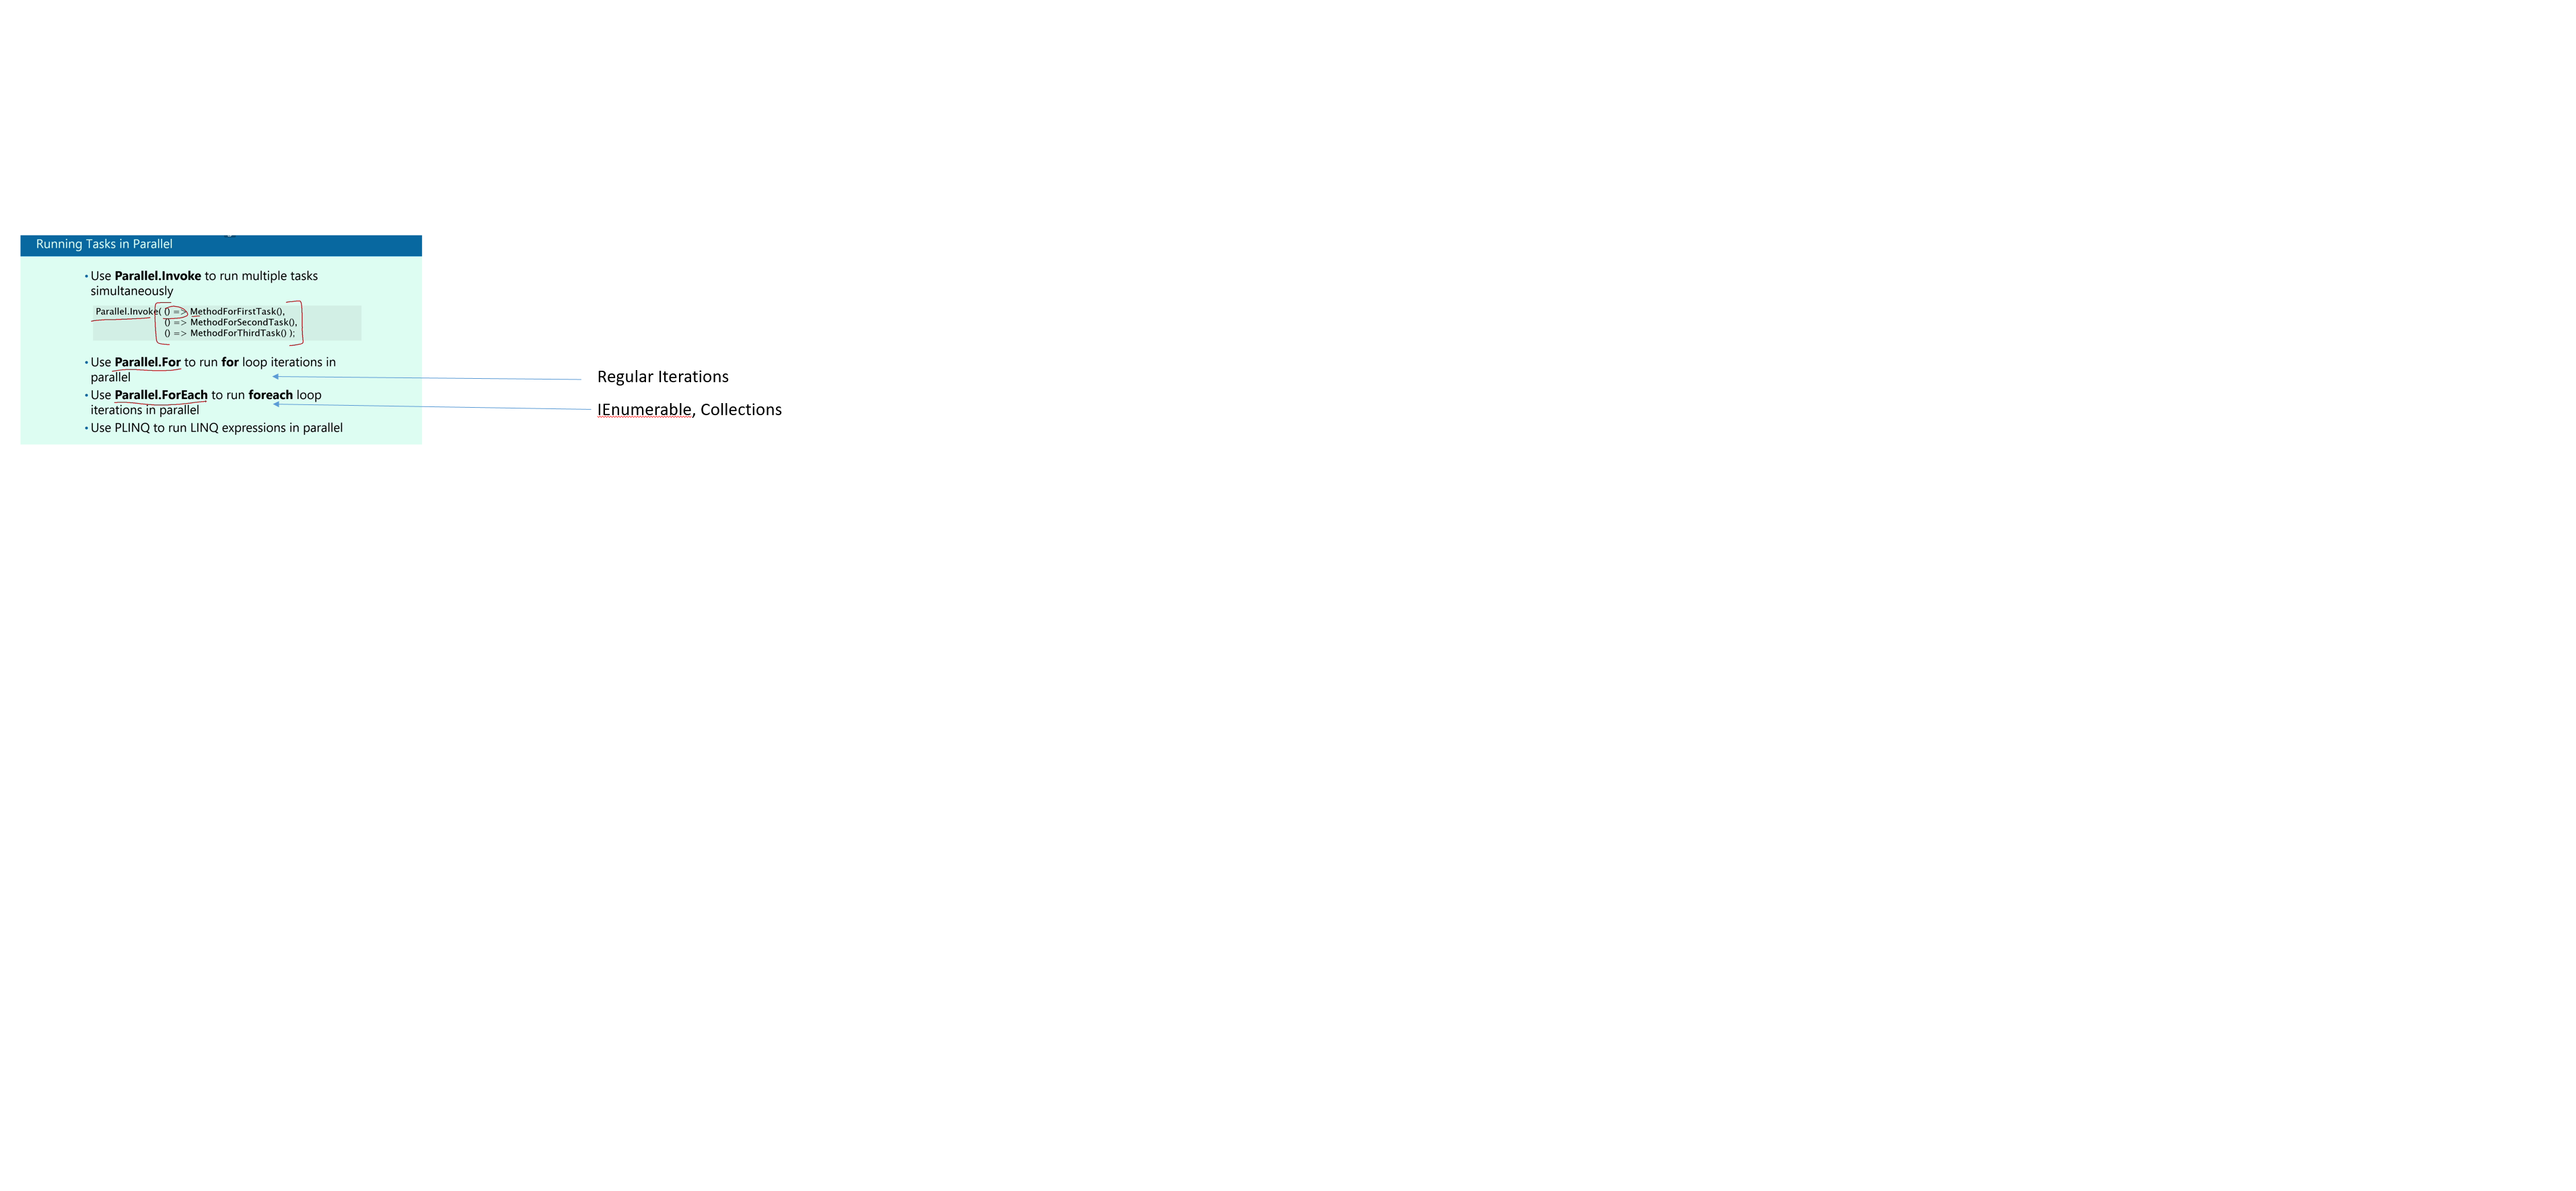 Running Tasks in Parallel
• Use Parallel.Invoke to run multiple tasks
simultaneously
Parallel.Invoke( () => MethodForFirstTask(),
() => MethodForSecondTask(),
() => MethodForThirdTask() );
• Use Parallel.For to run for loop iterations in
parallel
Regular Iterations
• Use Parallel.ForEach to run foreach loop
iterations in parallel
IEnumerable, Collections
• Use PLINQ to run LINQ expressions in parallel